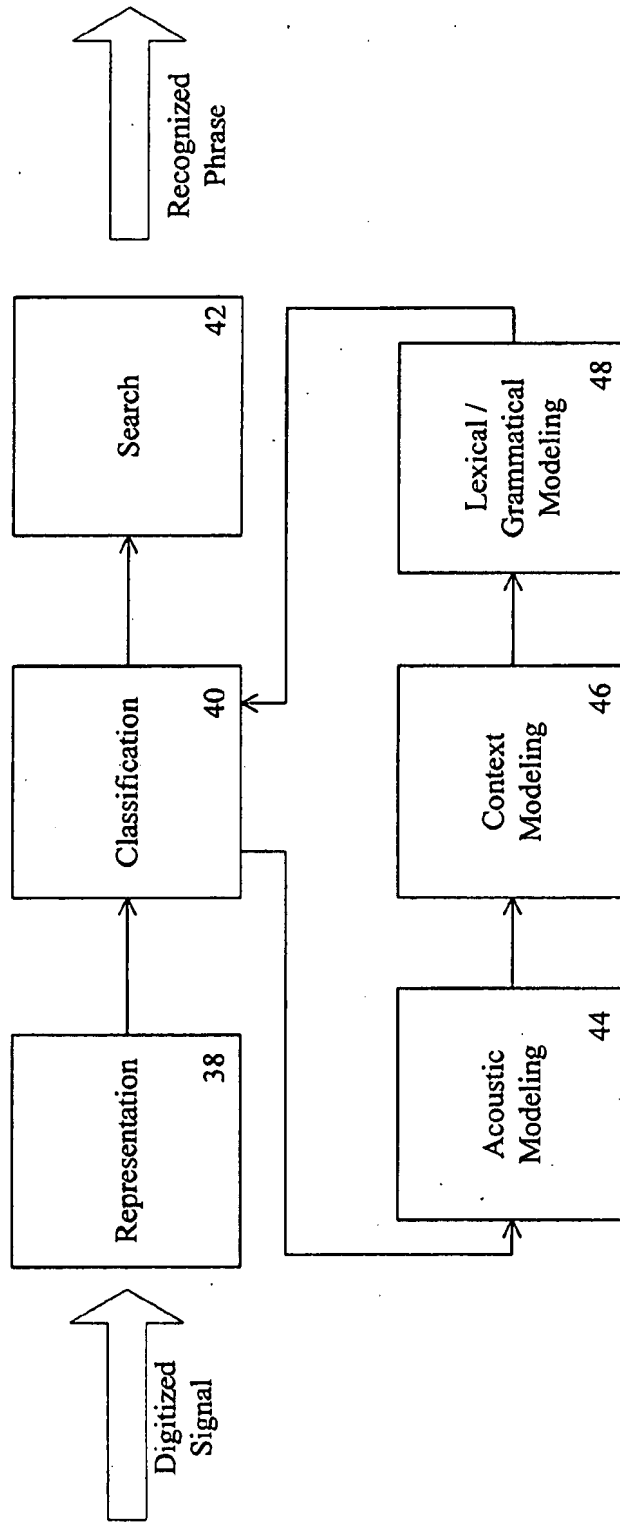 Digitized
Signal
Representation
38
Classification
40
Search
42
Recognized
Phrase
Acoustic
Modeling
44
Context
Modeling
46
Lexical /
Grammatical
Modeling
48